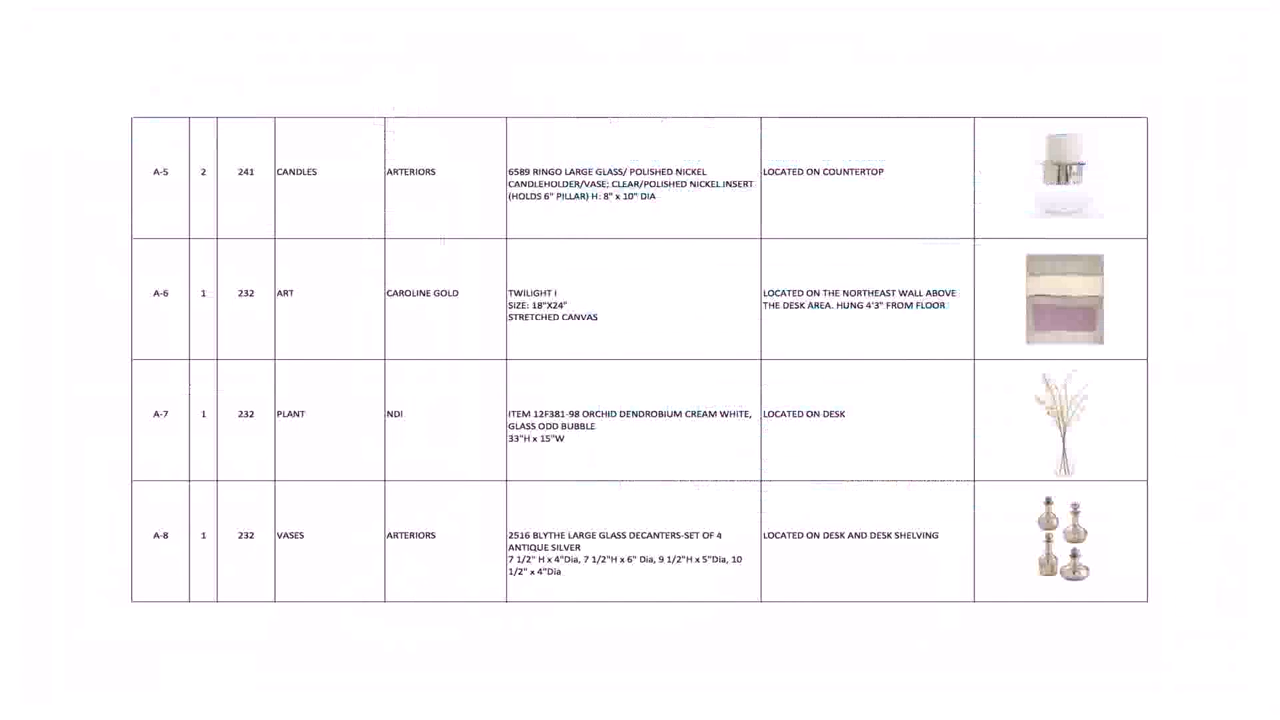 A-5 2 241 CANDLES ARTERIORS 6589 RINGO LARGE GLASS/ POLISHED NICKEL LOCATED ON COUNTERTOP
CANDLEHOLDER/VASE; CLEAR/POLISHED NICKEL INSERT
(HOLDS 6" PILLAR) H: 8" x 10" DIA
A-6 1 232 ART CAROLINE GOLD TWILIGHT I LOCATED ON THE NORTHEAST WALL ABOVE
SIZE: 18"X24" THE DESK AREA. HUNG 4'3" FROM FLOOR
STRETCHED CANVAS
A-7 1 232 PLANT NDI ITEM 12F381-98 ORCHID DENDROBIUM CREAM WHITE, LOCATED ON DESK
GLASS ODD BUBBLE
33"H x 15"W
A-8 1 232 VASES ARTERIORS 2516 BLYTHE LARGE GLASS DECANTERS-SET OF 4 LOCATED ON DESK AND DESK SHELVING
ANTIQUE SILVER
7 1/2" H x 4"Dia, 7 1/2"H x 6" Dia, 9 1/2"H x 5"Dia, 10
1/2" x 4"Dia